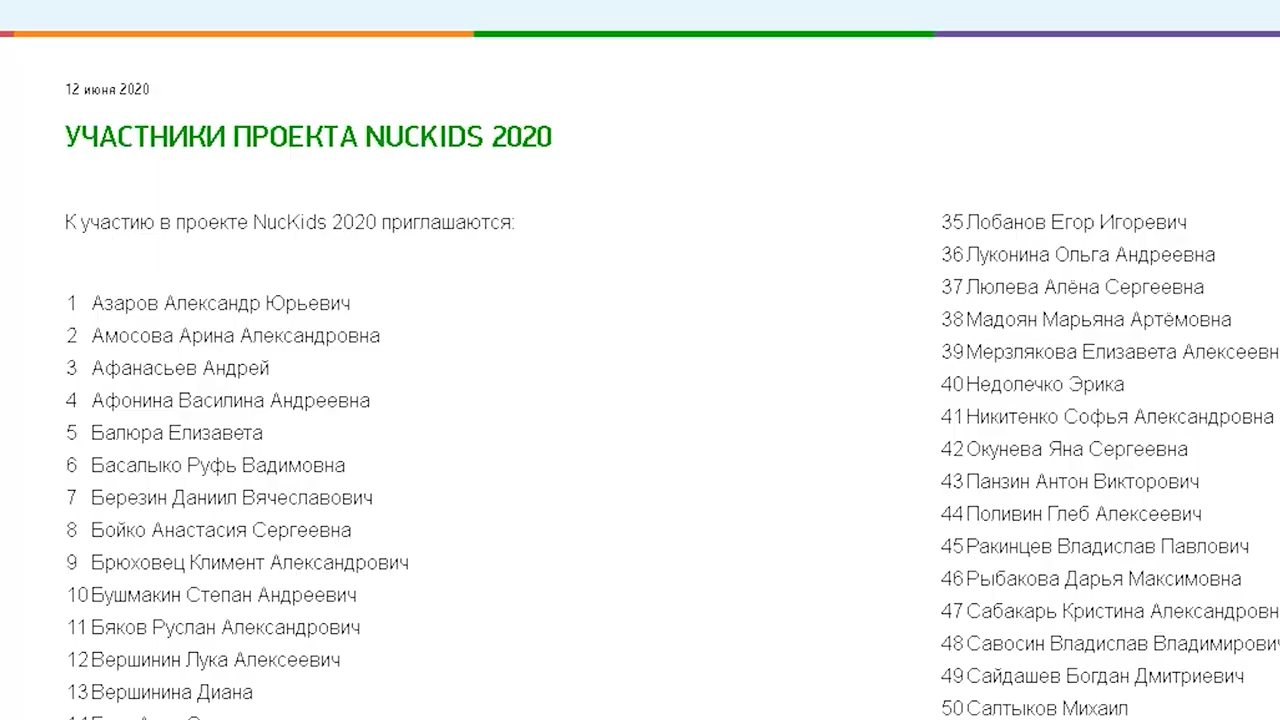 12 июня 2020
УЧАСТНИКИ ПРОЕКТА NUCKIDS 2020
К участию в проекте NucKids 2020 приглашаются:
1 Азаров Александр Юрьевич
2 Амосова Арина Александровна
3 Афанасьев Андрей
4 Афонина Василина Андреевна
5 Балюра Елизавета
6 Басалыко Руфь Вадимовна
7 Березин Даниил Вячеславович
8 Бойко Анастасия Сергеевна
9 Брюховец Климент Александрович
10 Бушмакин Степан Андреевич
11 Бяков Руслан Александрович
12 Вершинин Лука Алексеевич
13 Вершинина Диана
35 Лобанов Егор Игоревич
36 Луконина Ольга Андреевна
37 Люлева Алёна Сергеевна
38 Мадоян Марьяна Артёмовна
39 Мерзлякова Елизавета Алексеевн
40 Недолечко Эрика
41 Никитенко Софья Александровна
42 Окунева Яна Сергеевна
43 Панзин Антон Викторович
44 Поливин Глеб Алексеевич
45 Ракинцев Владислав Павлович
46 Рыбакова Дарья Максимовна
47 Сабакарь Кристина Александровн
48 Савосин Владислав Владимирович
49 Сайдашев Богдан Дмитриевич
50 Салтыков Михаил